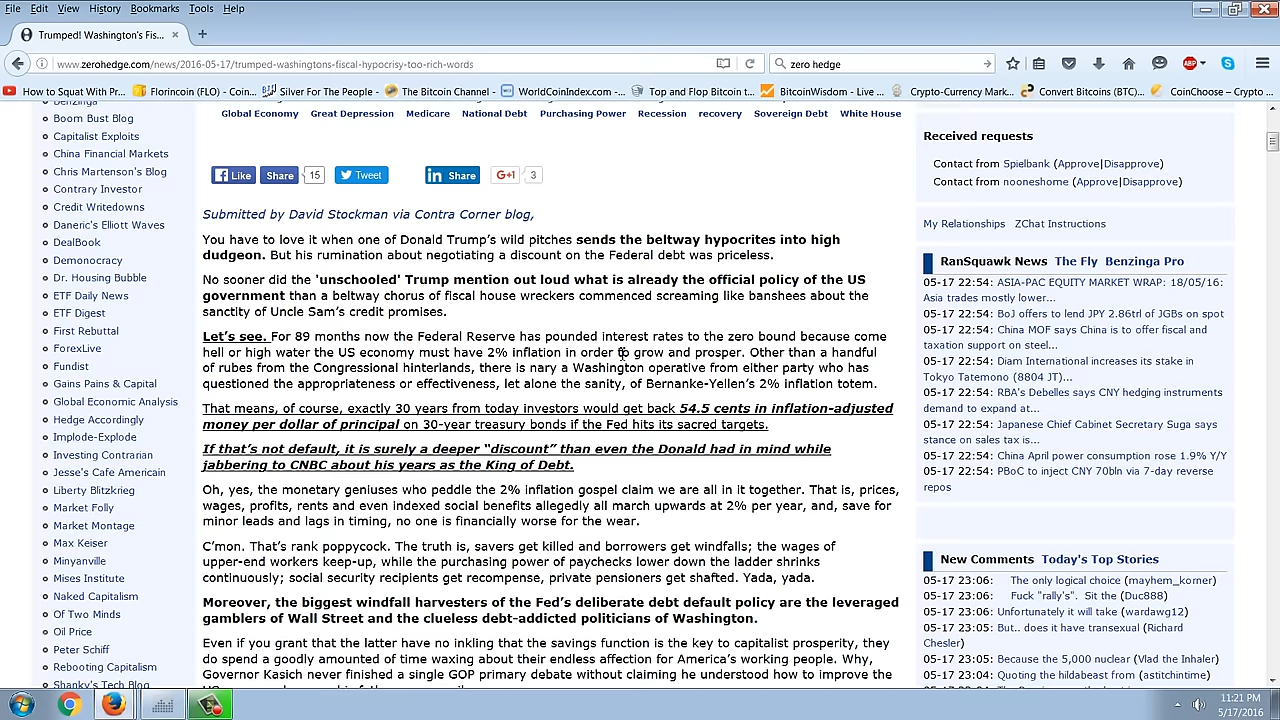 File Edit View History Bookmarks Tools Help
Trumped! Washington's Fis...
www.zerohedge.com/news/2016-05-17/trumped-washingtons-fiscal-hypocrisy-too-rich-words
zero hedge
How to Squat With Pr...
Florincoin (FLO) - Coin...
Silver For The People - ...
The Bitcoin Channel - ...
WorldCoinIndex.com -...
Top and Flop Bitcoin t...
BitcoinWisdom - Live ...
Crypto-Currency Mark...
Convert Bitcoins (BTC)...
CoinChoose – Crypto ...
Benzinga
Boom Bust Blog
Capitalist Exploits
China Financial Markets
Chris Martenson's Blog
Contrary Investor
Credit Writedowns
Daneric's Elliott Waves
DealBook
Democracy
Dr. Housing Bubble
ETF Daily News
ETF Digest
First Rebuttal
ForexLive
Fundist
Gains Pains & Capital
Global Economic Analysis
Hedge Accordingly
Implode-Explode
Investing Contrarian
Jesse's Cafe Americain
Liberty Blitzkrieg
Market Folly
Market Montage
Max Keiser
Minyanville
Mises Institute
Naked Capitalism
Of Two Minds
Oil Price
Peter Schiff
Rebooting Capitalism
Shanky's Tech Blog
Global Economy Great Depression Medicare National Debt Purchasing Power Recession recovery Sovereign Debt White House
Like Share 15 Tweet Share G+1 3
Submitted by David Stockman via Contra Corner blog,
You have to love it when one of Donald Trump's wild pitches sends the beltway hypocrites into high
dudgeon. But his rumination about negotiating a discount on the Federal debt was priceless.
No sooner did the 'unschooled' Trump mention out loud what is already the official policy of the US
government than a beltway chorus of fiscal house wreckers commenced screaming like banshees about the
sanctity of Uncle Sam's credit promises.
Let's see. For 89 months now the Federal Reserve has pounded interest rates to the zero bound because come
hell or high water the US economy must have 2% inflation in order to grow and prosper. Other than a handful
of rubes from the Congressional hinterlands, there is nary a Washington operative from either party who has
questioned the appropriateness or effectiveness, let alone the sanity, of Bernanke-Yellen's 2% inflation totem.
That means, of course, exactly 30 years from today investors would get back 54.5 cents in inflation-adjusted
money per dollar of principal on 30-year treasury bonds if the Fed hits its sacred targets.
If that's not default, it is surely a deeper “discount” than even the Donald had in mind while
jabbering to CNBC about his years as the King of Debt.
Oh, yes, the monetary geniuses who peddle the 2% inflation gospel claim we are all in it together. That is, prices,
wages, profits, rents and even indexed social benefits allegedly all march upwards at 2% per year, and, save for
minor leads and lags in timing, no one is financially worse for the wear.
C'mon. That's rank poppycock. The truth is, savers get killed and borrowers get windfalls; the wages of
upper-end workers keep-up, while the purchasing power of paychecks lower down the ladder shrinks
continuously; social security recipients get recompense, private pensioners get shafted. Yada, yada.
Moreover, the biggest windfall harvesters of the Fed's deliberate debt default policy are the leveraged
gamblers of Wall Street and the clueless debt-addicted politicians of Washington.
Even if you grant that the latter have no inkling that the savings function is the key to capitalist prosperity, they
do spend a goodly amounted of time waxing about their endless affection for America's working people. Why,
Governor Kasich never finished a single GOP primary debate without claiming he understood how to improve the
Received requests
Contact from Spielbank (Approve|Disapprove)
Contact from nooneshome (Approve|Disapprove)
My Relationships ZChat Instructions
RanSquawk News The Fly Benzinga Pro
05-17 22:54: ASIA-PAC EQUITY MARKET WRAP: 18/05/16:
Asia trades mostly lower...
05-17 22:54: BoJ offers to lend JPY 2.86trl of JGBs on spot
05-17 22:54: China MOF says China is to offer fiscal and
taxation support on steel...
05-17 22:54: Diam International increases its stake in
Tokyo Tatemono (8804 JT)...
05-17 22:54: RBA's Debelles says CNY hedging instruments
demand to expand at...
05-17 22:54: Japanese Chief Cabinet Secretary Suga says
stance on sales tax is...
05-17 22:54: China April power consumption rose 1.9% Y/Y
05-17 22:54: PBoC to inject CNY 70bln via 7-day reverse
repos
New Comments Today's Top Stories
05-17 23:06: The only logical choice (mayhem_korner)
05-17 23:06: Fuck "rally's". Sit the (Duc888)
05-17 23:06: Unfortunately it will take (wardawg12)
05-17 23:06: But.. does it have transexual (Richard
Chesler)
05-17 23:05: Because the 5,000 nuclear (Vlad the Inhaler)
05-17 23:04: Quoting the hildabeast from (astitchintime)
11:21 PM
5/17/2016